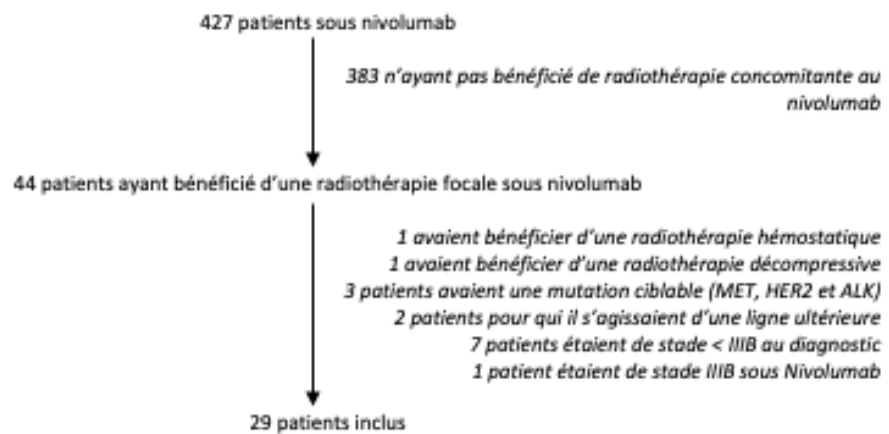 427 patients sous nivolumab
383 n'ayant pas bénéficié de radiothérapie concomitante au
nivolumab
44 patients ayant bénéficié d'une radiothérapie focale sous nivolumab
1 avaient bénéficier d'une radiothérapie hémostatique
1 avaient bénéficier d'une radiothérapie décompressive
3 patients avaient une mutation ciblable (MET, HER2 et ALK)
2 patients pour qui il s'agissaient d'une ligne ultérieure
7 patients étaient de stade < IIIB au diagnostic
1 patient étaient de stade IIIB sous Nivolumab
29 patients inclus